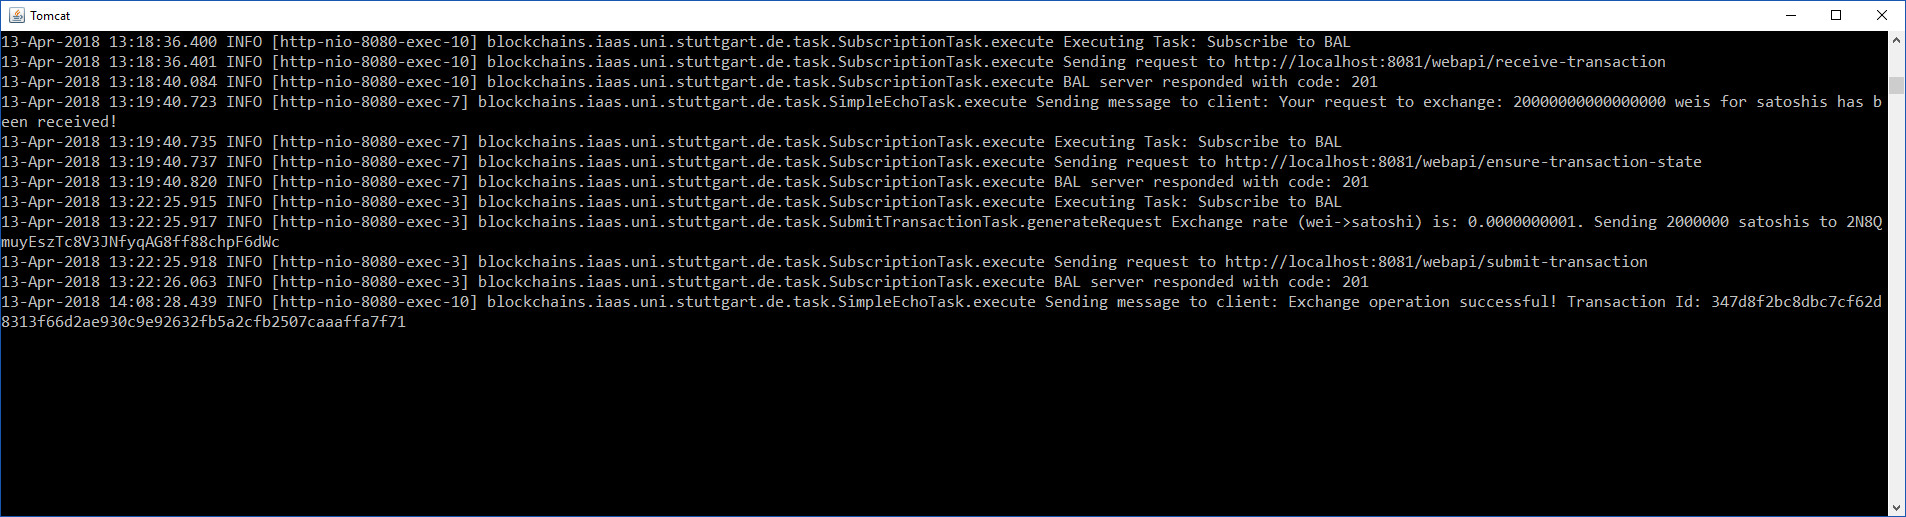 Tomcat
13-Apr-2018 13:18:36.400 INFO [http-nio-8080-exec-10] blockchains.iaas.uni.stuttgart.de.task.SubscriptionTask.execute Executing Task: Subscribe to BAL
13-Apr-2018 13:18:36.401 INFO [http-nio-8080-exec-10] blockchains.iaas.uni.stuttgart.de.task.SubscriptionTask.execute Sending request to http://localhost:8081/webapi/receive-transaction
13-Apr-2018 13:18:40.084 INFO [http-nio-8080-exec-10] blockchains.iaas.uni.stuttgart.de.task.SubscriptionTask.execute BAL server responded with code: 201
13-Apr-2018 13:19:40.723 INFO [http-nio-8080-exec-7] blockchains.iaas.uni.stuttgart.de.task.SimpleEchoTask.execute Sending message to client: Your request to exchange: 20000000000000000 weis for satoshis has b
een received!
13-Apr-2018 13:19:40.735 INFO [http-nio-8080-exec-7] blockchains.iaas.uni.stuttgart.de.task.SubscriptionTask.execute Executing Task: Subscribe to BAL
13-Apr-2018 13:19:40.737 INFO [http-nio-8080-exec-7] blockchains.iaas.uni.stuttgart.de.task.SubscriptionTask.execute Sending request to http://localhost:8081/webapi/ensure-transaction-state
13-Apr-2018 13:19:40.820 INFO [http-nio-8080-exec-7] blockchains.iaas.uni.stuttgart.de.task.SubscriptionTask.execute BAL server responded with code: 201
13-Apr-2018 13:22:25.915 INFO [http-nio-8080-exec-3] blockchains.iaas.uni.stuttgart.de.task.SubscriptionTask.execute Executing Task: Subscribe to BAL
13-Apr-2018 13:22:25.917 INFO [http-nio-8080-exec-3] blockchains.iaas.uni.stuttgart.de.task.SubmitTransactionTask.generateRequest Exchange rate (wei->satoshi) is: 0.0000000001. Sending 2000000 satoshis to 2N8Q
muyEszTc8V3JNfyqAG8ff88chpF6dWc
13-Apr-2018 13:22:25.918 INFO [http-nio-8080-exec-3] blockchains.iaas.uni.stuttgart.de.task.SubscriptionTask.execute Sending request to http://localhost:8081/webapi/submit-transaction
13-Apr-2018 13:22:26.063 INFO [http-nio-8080-exec-3] blockchains.iaas.uni.stuttgart.de.task.SubscriptionTask.execute BAL server responded with code: 201
13-Apr-2018 14:08:28.439 INFO [http-nio-8080-exec-10] blockchains.iaas.uni.stuttgart.de.task.SimpleEchoTask.execute Sending message to client: Exchange operation successful! Transaction Id: 347d8f2bc8dbc7cf62d
8313f66d2ae930c9e92632fb5a2cfb2507caaaffa7f71